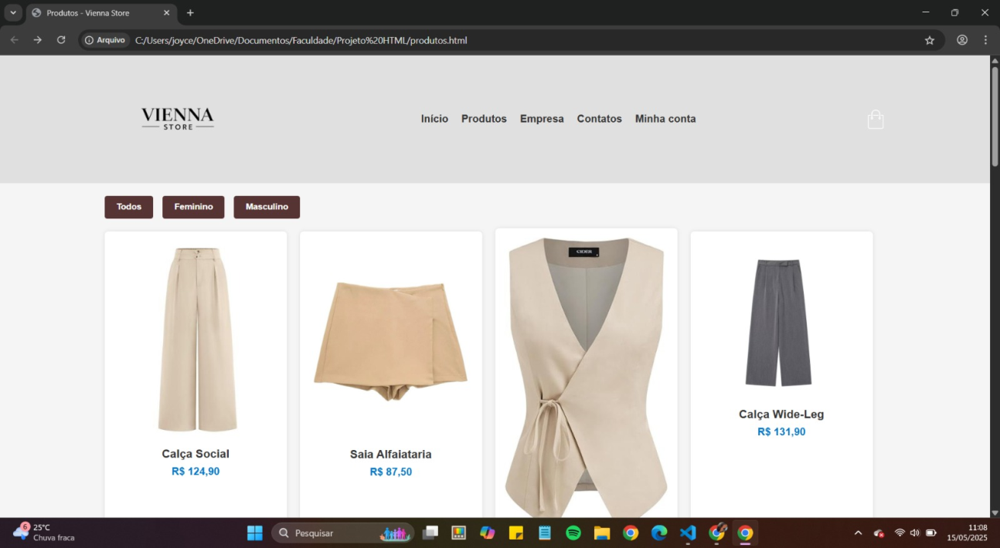 Produtos - Vienna Store
Arquivo C:/Users/joyce/OneDrive/Documentos/Faculdade/Projeto%20HTML/produtos.html
VIENNA
STORE
Início Produtos Empresa Contatos Minha conta
Todos Feminino Masculino
CIDER
Calça Social
R$ 124,90
Saia Alfaiataria
R$ 87,50
Calça Wide-Leg
R$ 131,90
6
25°C
Chuva fraca
Pesquisar
11:08
15/05/2025